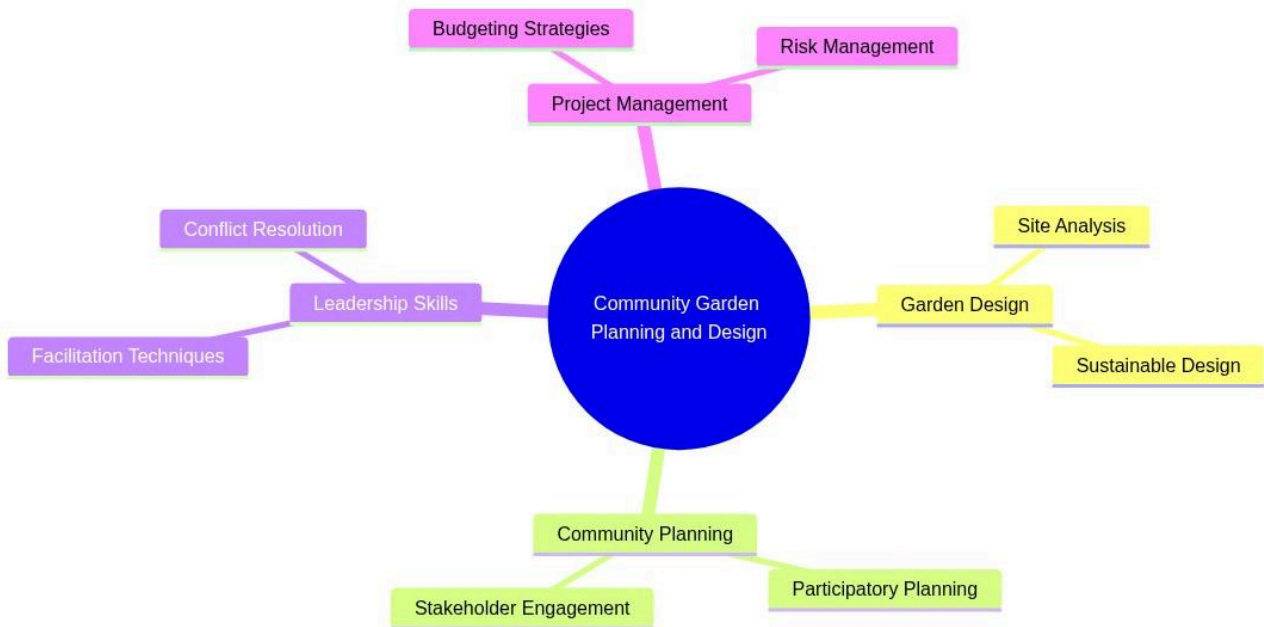 Budgeting Strategies
Risk Management
Project Management
Conflict Resolution
Site Analysis
Leadership Skills
Community Garden
Planning and Design
Garden Design
Facilitation Techniques
Sustainable Design
Community Planning
Participatory Planning
Stakeholder Engagement